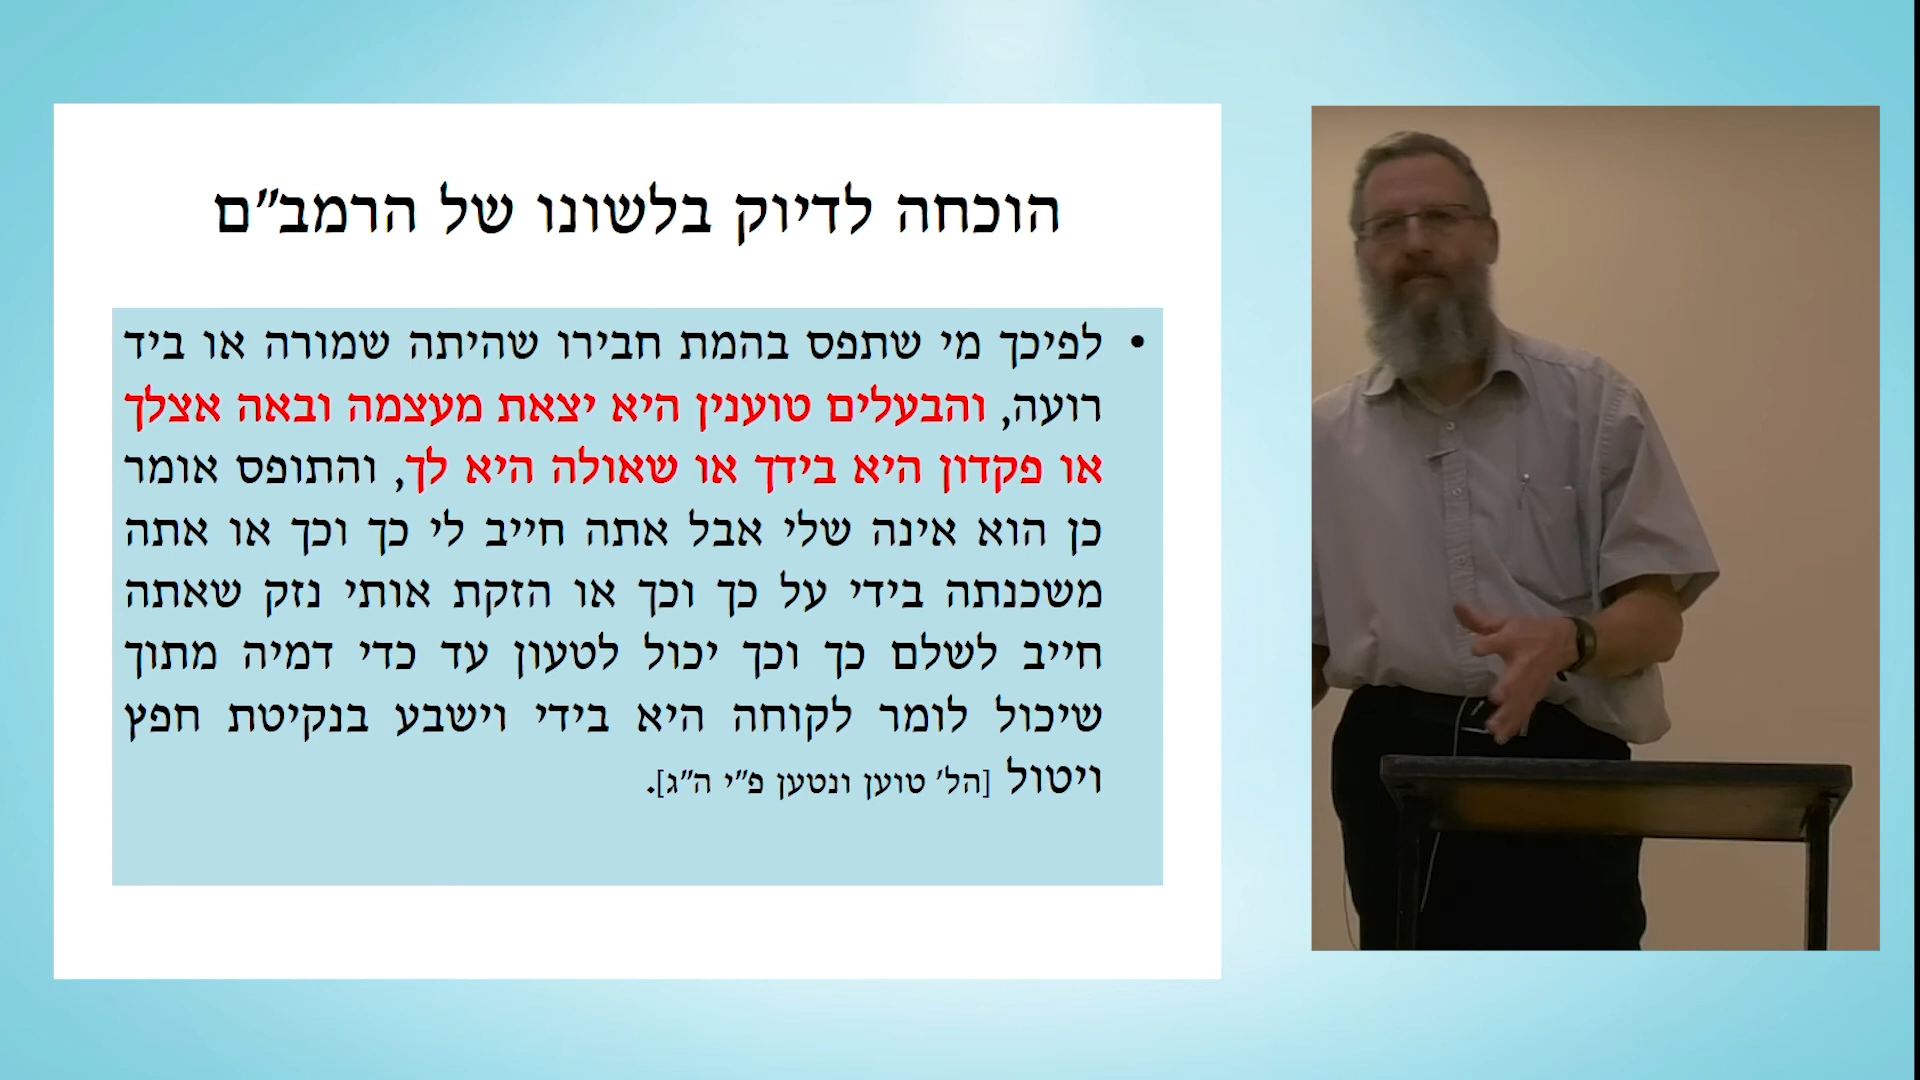 הוכחה לדיוק בלשונו של הרמב"ם
• לפיכך מי שתפס בהמת חבירו שהיתה שמורה או ביד
רועה, והבעלים טוענין היא יצאת מעצמה ובאה אצלך
או פקדון היא בידך או שאולה היא לך, והתופס אומר
כן הוא אינה שלי אבל אתה חייב לי כך וכך או אתה
משכנתה בידי על כך וכך או הזקת אותי נזק שאתה
חייב לשלם כך וכך יכול לטעון עד כדי דמיה מתוך
שיכול לומר לקוחה היא בידי וישבע בנקיטת חפץ
ויטול [הל' טוען ונטען פ"י ה"ג].